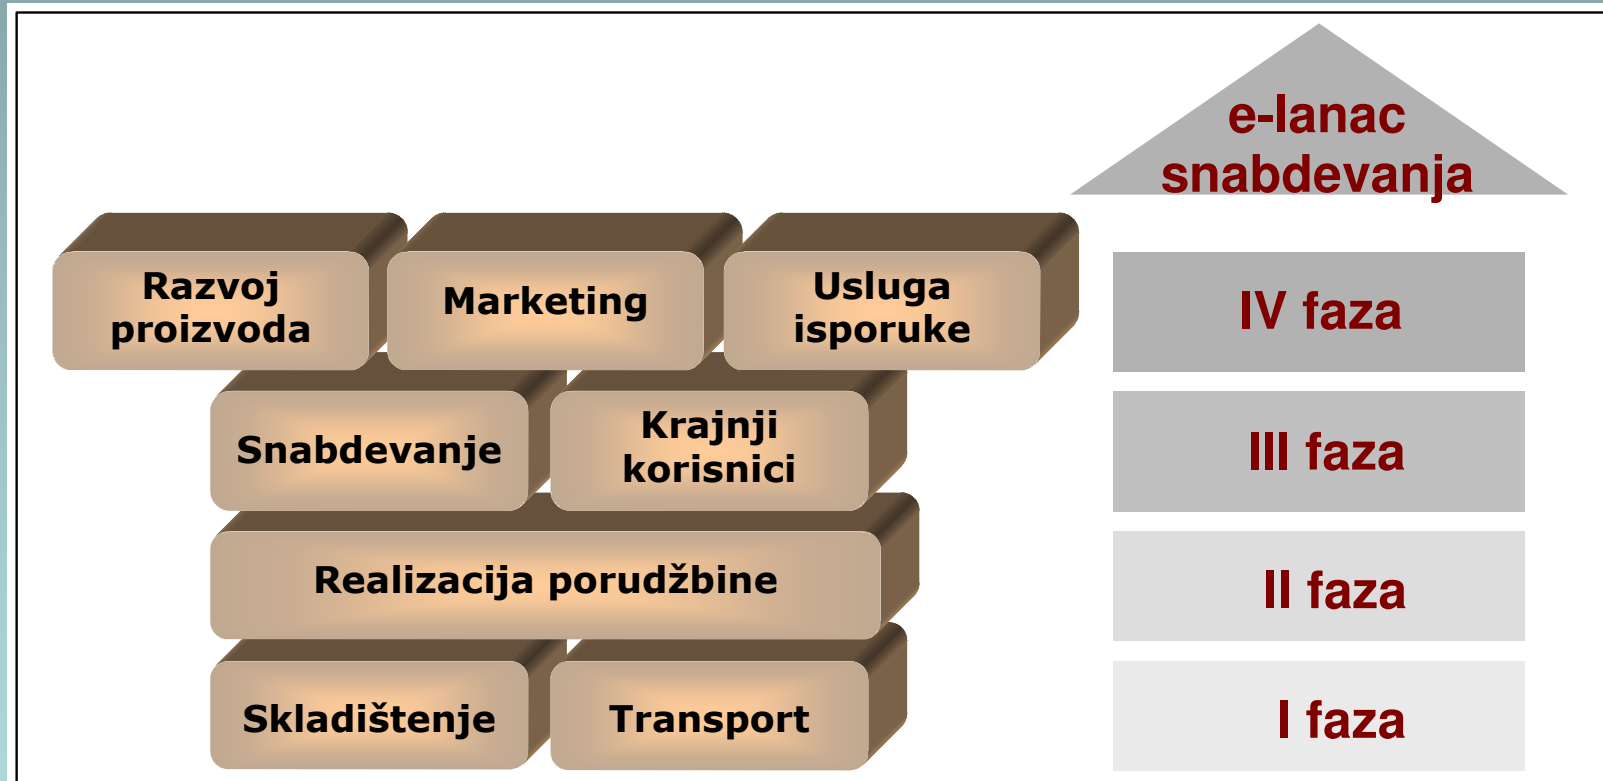 e-lanac
snabdevanja
Razvoj
proizvoda
Marketing
Usluga
isporuke
IV faza
Snabdevanje
Krajnji
korisnici
III faza
Realizacija porudžbine
II faza
Skladištenje
Transport
I faza